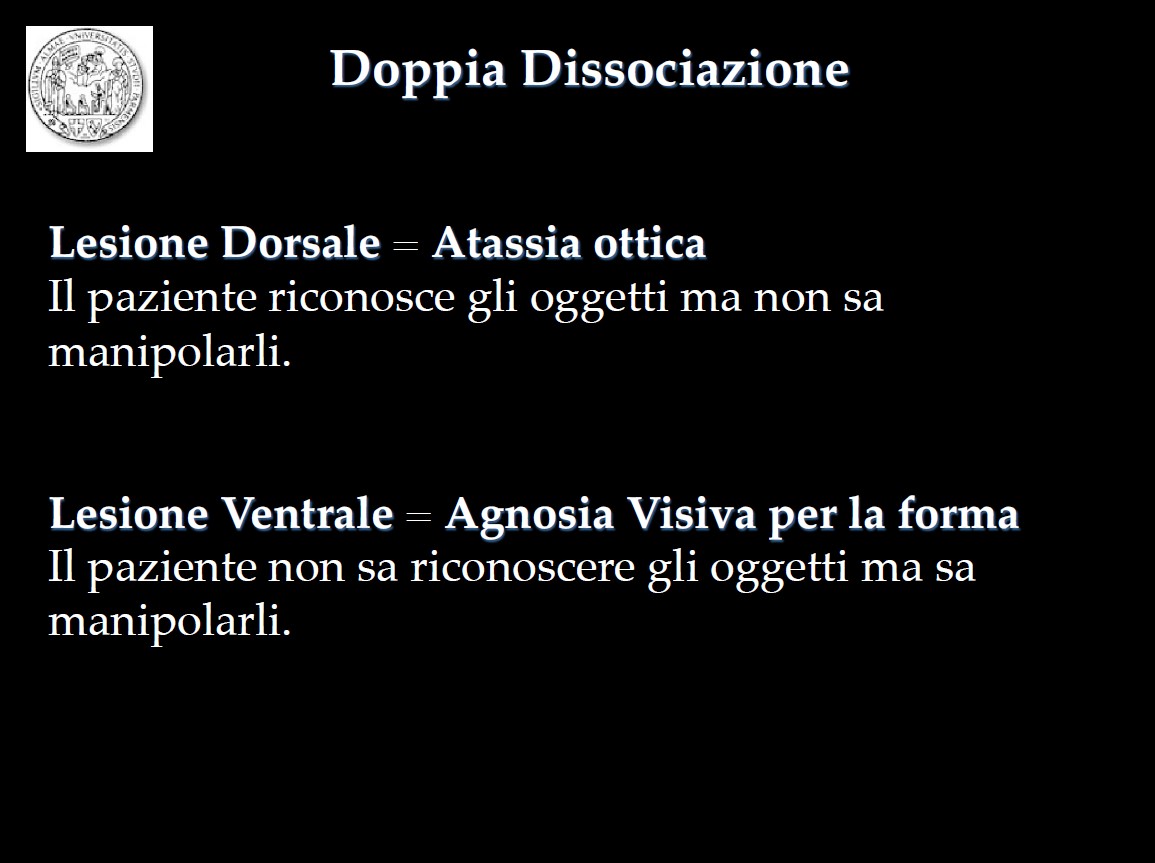 Doppia Dissociazione
Lesione Dorsale = Atassia ottica
Il paziente riconosce gli oggetti ma non sa
manipolarli.
Lesione Ventrale = Agnosia Visiva per la forma
Il paziente non sa riconoscere gli oggetti ma sa
manipolarli.